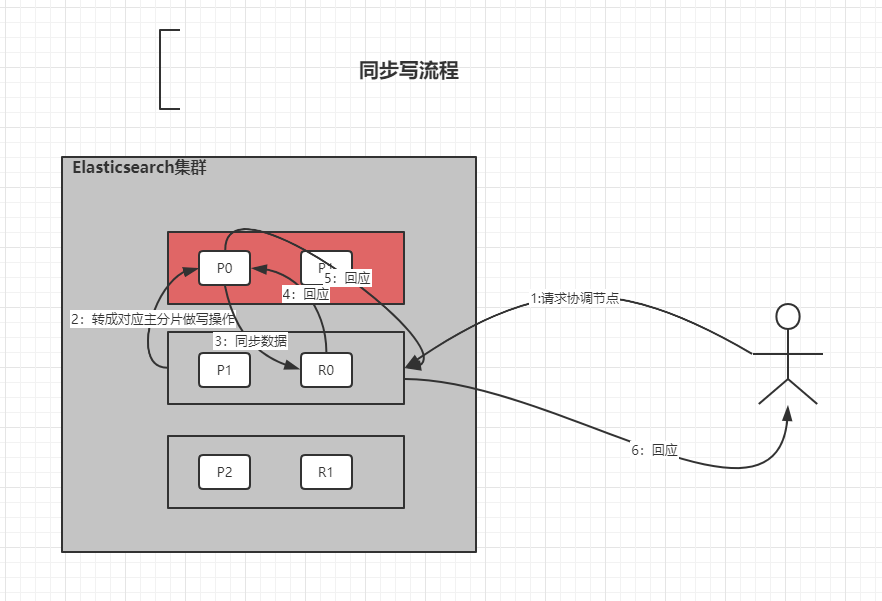 同步写流程
Elasticsearch集群
P0
5：回应
4：回应
1:请求协调节点
2：转成对应主分片做写操作
3：同步数据
P1
R0
6：回应
P2
R1